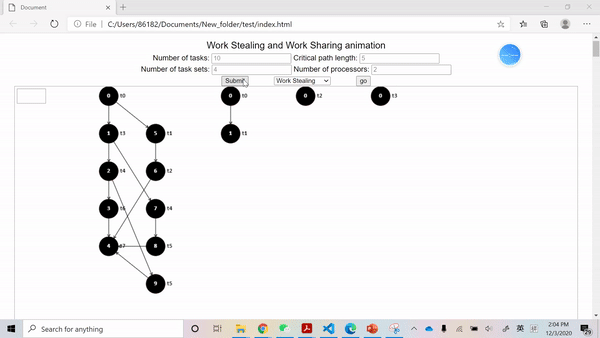 Document
File
C:/Users/86182/Documents/New_folder/test/index.html
Work Stealing and Work Sharing animation
Number of tasks: 10 Critical path length: 5
Number of task sets: 4 Number of processors: 2
Submit Work Stealing go
0 t0 0 t0 0 t2 0 t3
1 t3 5 t1 1 t1
2 t4 6 t2
3 7 t4
4 8 t5
9 t5
Search for anything
英
2:04 PM
12/3/2020